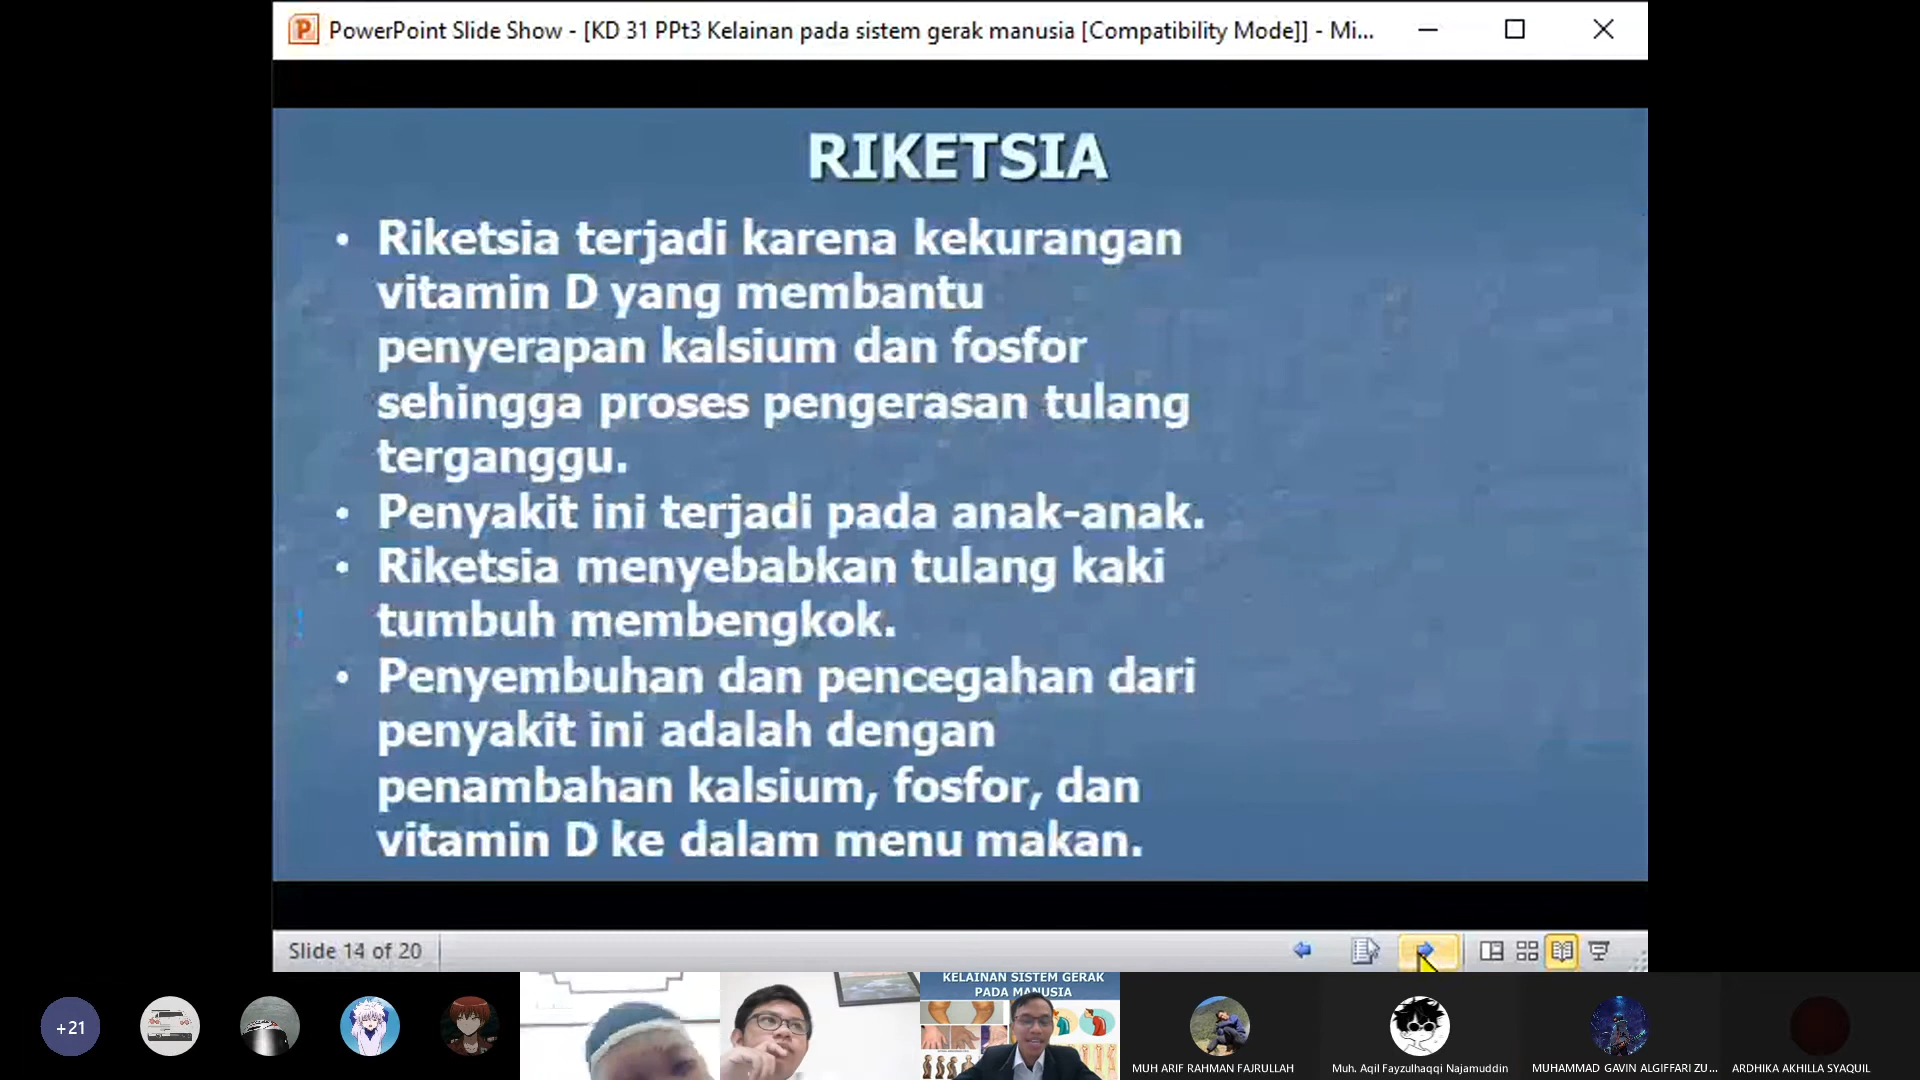 PowerPoint Slide Show - [KD 31 PPt3 Kelainan pada sistem gerak manusia [Compatibility Mode]] - Mi...
RIKETSIA
• Riketsia terjadi karena kekurangan
vitamin D yang membantu
penyerapan kalsium dan fosfor
sehingga proses pengerasan tulang
terganggu.
• Penyakit ini terjadi pada anak-anak.
• Riketsia menyebabkan tulang kaki
tumbuh membengkok.
• Penyembuhan dan pencegahan dari
penyakit ini adalah dengan
penambahan kalsium, fosfor, dan
vitamin D ke dalam menu makan.
Slide 14 of 20
+21
KELAINAN SISTEM GERAK
PADA MANUSIA
MUH ARIF RAHMAN FAJRULLAH
Muh. Aqil Fayzulhaqqi Najamuddin
MUHAMMAD GAVIN ALGIFFARI ZU...
ARDHIKA AKHILLA SYAQUIL